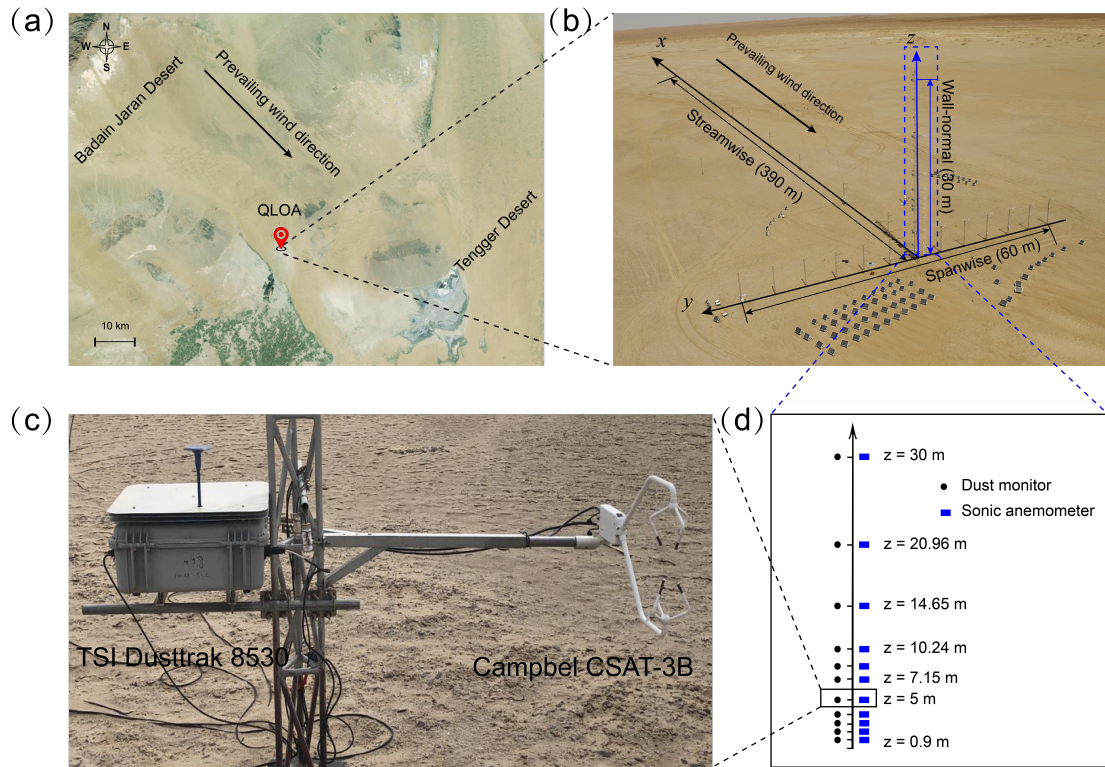 (a)
N
W E
S
Badain Jaran Desert
Prevailing wind direction
QLOA
Tengger Desert
10 km
(b)
x
z
Prevailing wind direction
Streamwise (390 m)
Wall-normal (30 m)
Spanwise (60 m)
y
(c)
TSI Dusttrak 8530
Campbel CSAT-3B
(d)
z = 30 m
Dust monitor
Sonic anemometer
z = 20.96 m
z = 14.65 m
z = 10.24 m
z = 7.15 m
z = 5 m
z = 0.9 m